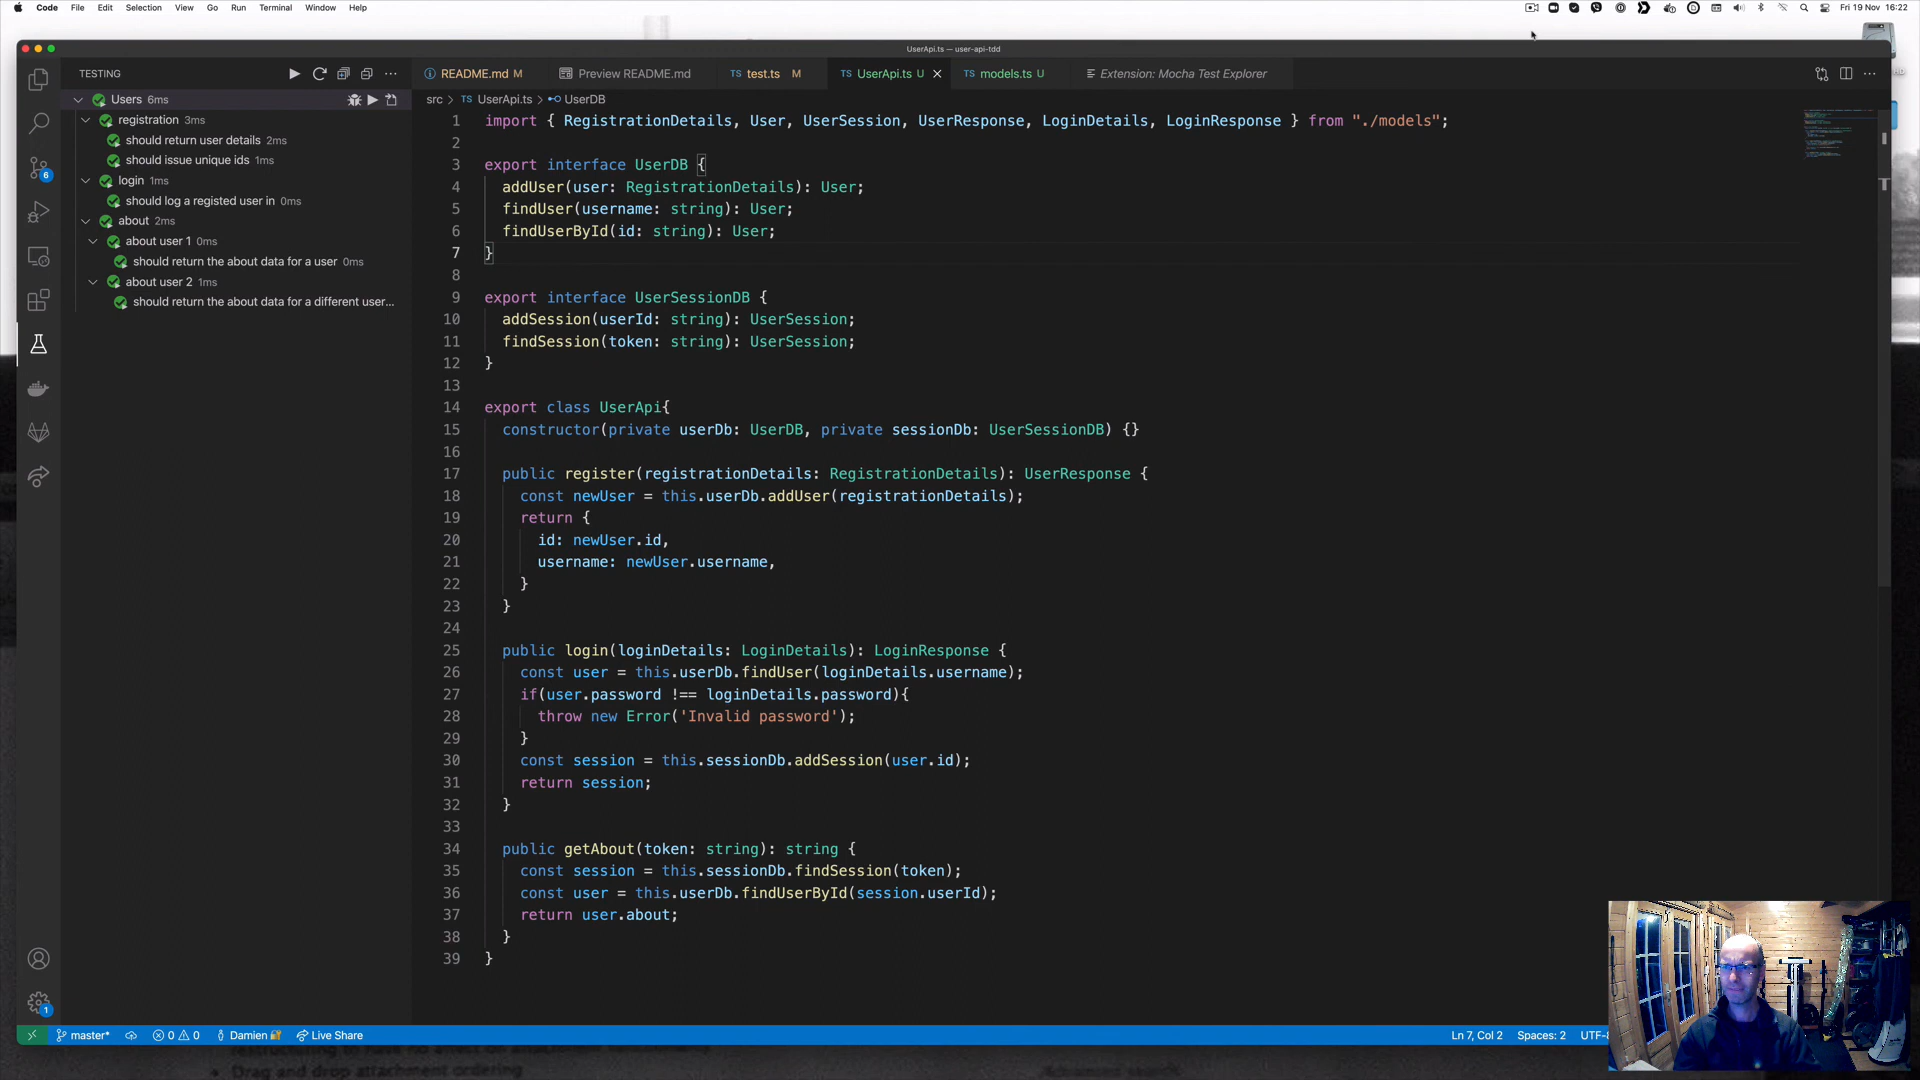 Code File Edit Selection View Go Run Terminal Window Help
Fri 19 Nov 16:22
UserApi.ts — user-api-tdd
TESTING
README.md M
Preview README.md
TS test.ts M
TS UserApi.ts U
TS models.ts U
Extension: Mocha Test Explorer
src > TS UserApi.ts > UserDB
Users 6ms
registration 3ms
should return user details 2ms
should issue unique ids 1ms
login 1ms
should log a registed user in 0ms
about 2ms
about user 1 0ms
should return the about data for a user 0ms
about user 2 1ms
should return the about data for a different user...
6
1
1 import { RegistrationDetails, User, UserSession, UserResponse, LoginDetails, LoginResponse } from "./models";
2
3 export interface UserDB {
4 addUser(user: RegistrationDetails): User;
5 findUser(username: string): User;
6 findUserById(id: string): User;
7 }
8
9 export interface UserSessionDB {
10 addSession(userId: string): UserSession;
11 findSession(token: string): UserSession;
12 }
13
14 export class UserApi{
15 constructor(private userDb: UserDB, private sessionDb: UserSessionDB) {}
16
17 public register(registrationDetails: RegistrationDetails): UserResponse {
18 const newUser = this.userDb.addUser(registrationDetails);
19 return {
20 id: newUser.id,
21 username: newUser.username,
22 }
23 }
24
25 public login(loginDetails: LoginDetails): LoginResponse {
26 const user = this.userDb.findUser(loginDetails.username);
27 if(user.password !== loginDetails.password){
28 throw new Error('Invalid password');
29 }
30 const session = this.sessionDb.addSession(user.id);
31 return session;
32 }
33
34 public getAbout(token: string): string {
35 const session = this.sessionDb.findSession(token);
36 const user = this.userDb.findUserById(session.userId);
37 return user.about;
38 }
39 }
master* 0 0 Damien Live Share
Ln 7, Col 2 Spaces: 2
Drag and drop attachment ordering